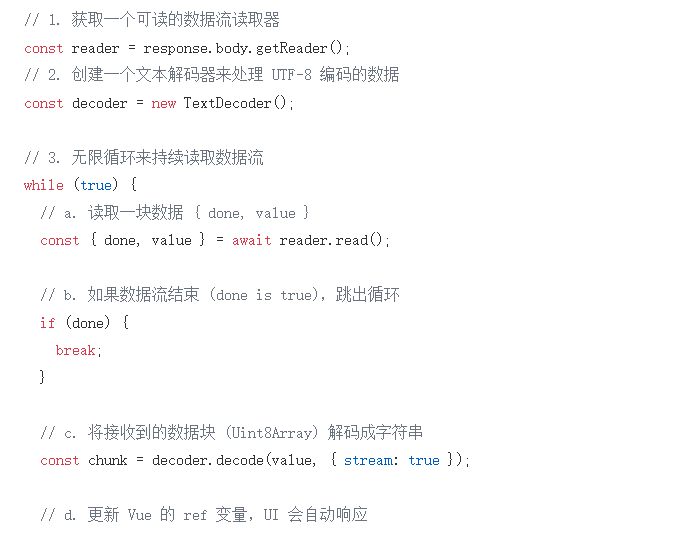 // 1. 获取一个可读的数据流读取器
const reader = response.body.getReader();
// 2. 创建一个文本解码器来处理 UTF-8 编码的数据
const decoder = new TextDecoder();

// 3. 无限循环来持续读取数据流
while (true) {
  // a. 读取一块数据 { done, value }
  const { done, value } = await reader.read();

  // b. 如果数据流结束 (done is true), 跳出循环
  if (done) {
    break;
  }

  // c. 将接收到的数据块 (Uint8Array) 解码成字符串
  const chunk = decoder.decode(value, { stream: true });

  // d. 更新 Vue 的 ref 变量, UI 会自动响应